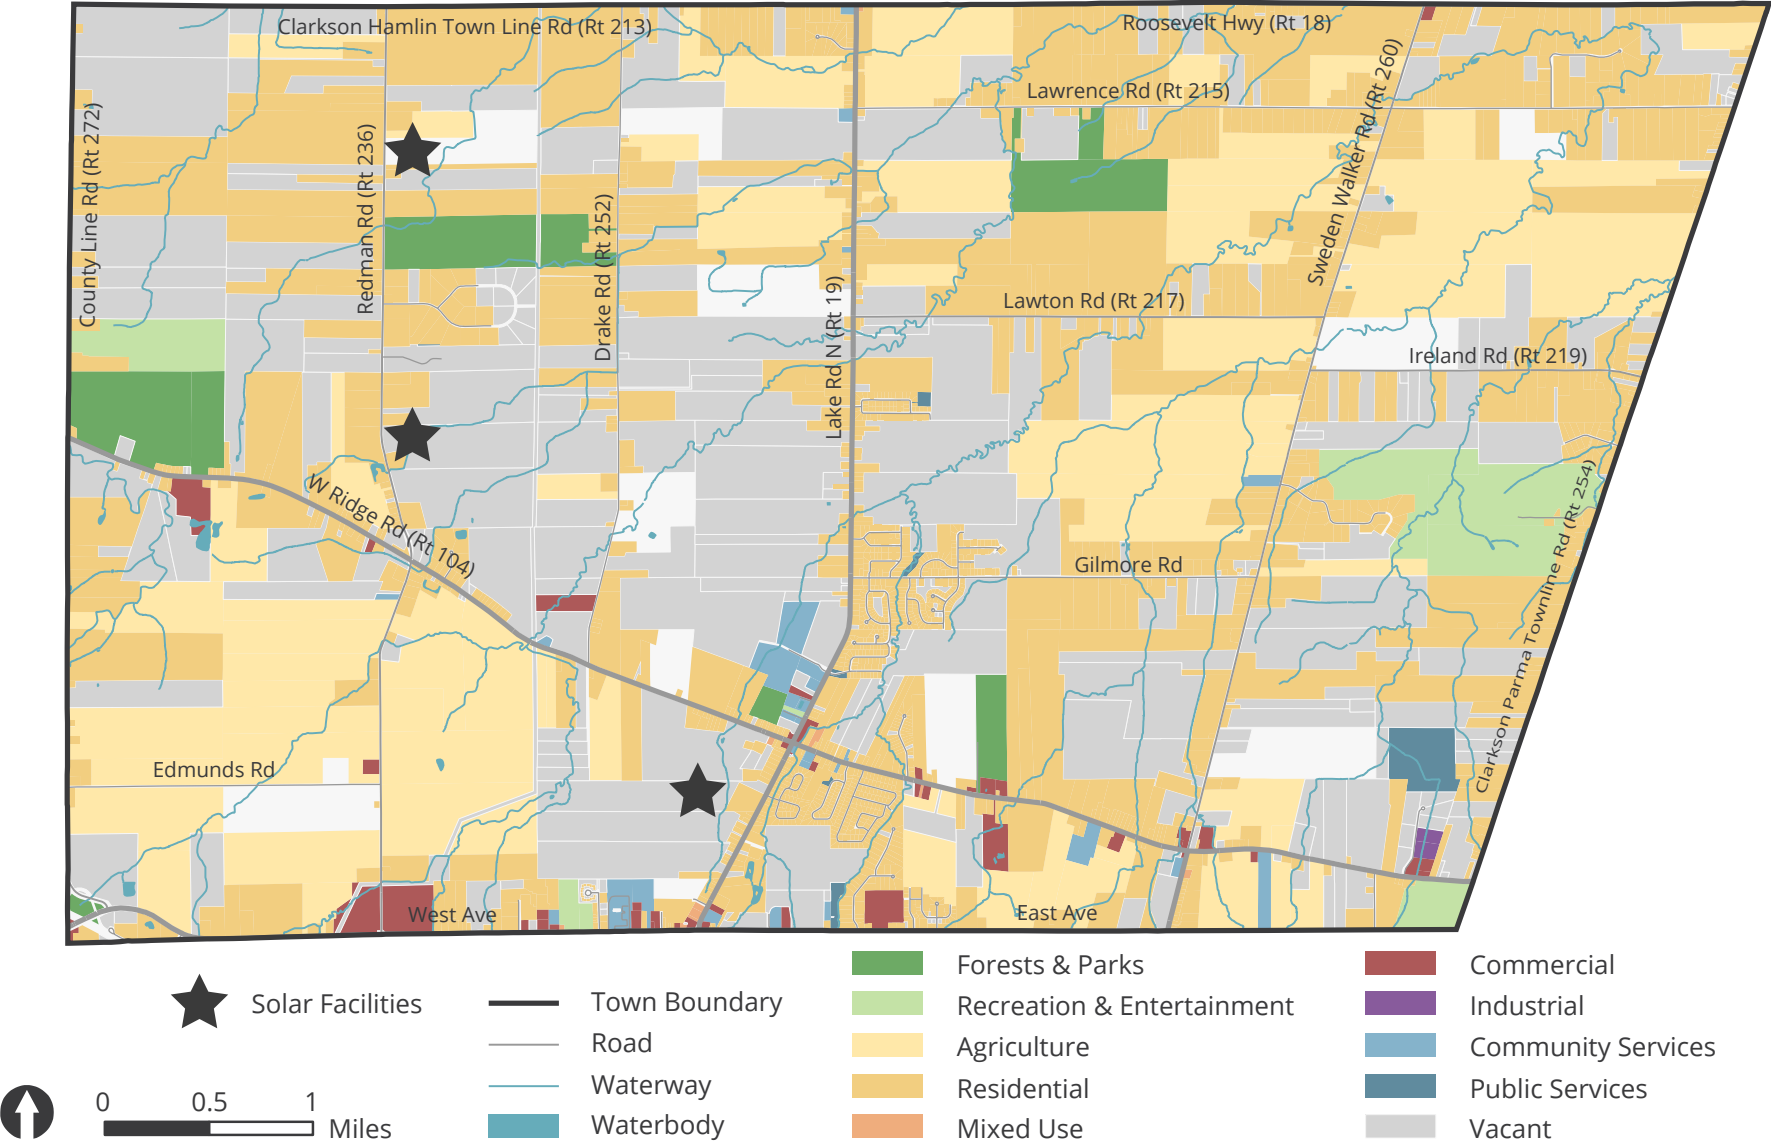 Clarkson Hamlin Town Line Rd (Rt 213)
Roosevelt Hwy (Rt 18)
Lawrence Rd (Rt 215)
County Line Rd (Rt 272)
Redman Rd (Rt 236)
Drake Rd (Rt 252)
Lake Rd N (Rt 19)
Sweden Walker Rd (Rt 260)
Lawton Rd (Rt 217)
Ireland Rd (Rt 219)
W Ridge Rd (Rt 104)
Gilmore Rd
Clarkson Parma Townline Rd (Rt 254)
Edmunds Rd
West Ave
East Ave
Solar Facilities
Town Boundary
Road
Waterway
Waterbody
Forests & Parks
Recreation & Entertainment
Agriculture
Residential
Mixed Use
Commercial
Industrial
Community Services
Public Services
Vacant
0 0.5 1
Miles